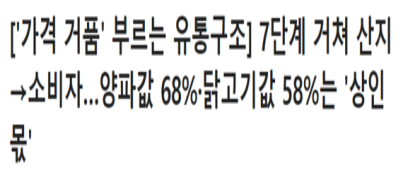 ['가격 거품' 부르는 유통구조] 7단계 거쳐 산지
→소비자...양파값 68%·닭고기값 58%는 '상인
몫'